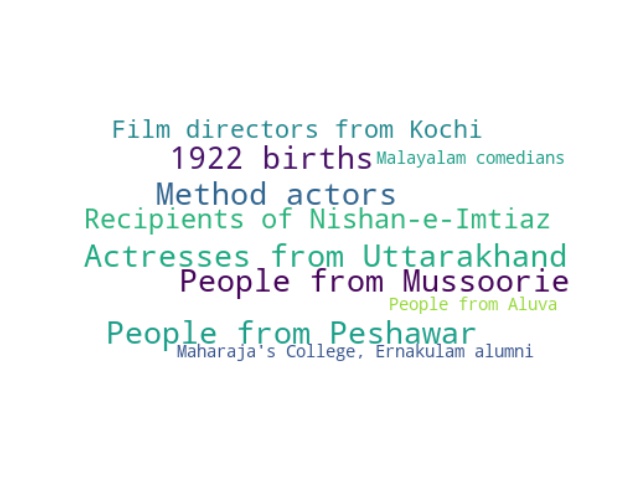 Film directors from Kochi
1922 births
Malayalam comedians
Method actors
Recipients of Nishan-e-Imtiaz
Actresses from Uttarakhand
People from Mussoorie
People from Aluva
People from Peshawar
Maharaja's College, Ernakulam alumni